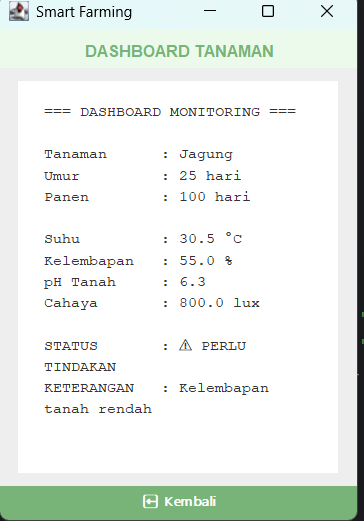 Smart Farming
DASHBOARD TANAMAN
=== DASHBOARD MONITORING ===
Tanaman : Jagung
Umur : 25 hari
Panen : 100 hari
Suhu : 30.5 °C
Kelembapan : 55.0 %
pH Tanah : 6.3
Cahaya : 800.0 lux
STATUS : ⚠ PERLU
TINDAKAN
KETERANGAN : Kelembapan
tanah rendah
Kembali